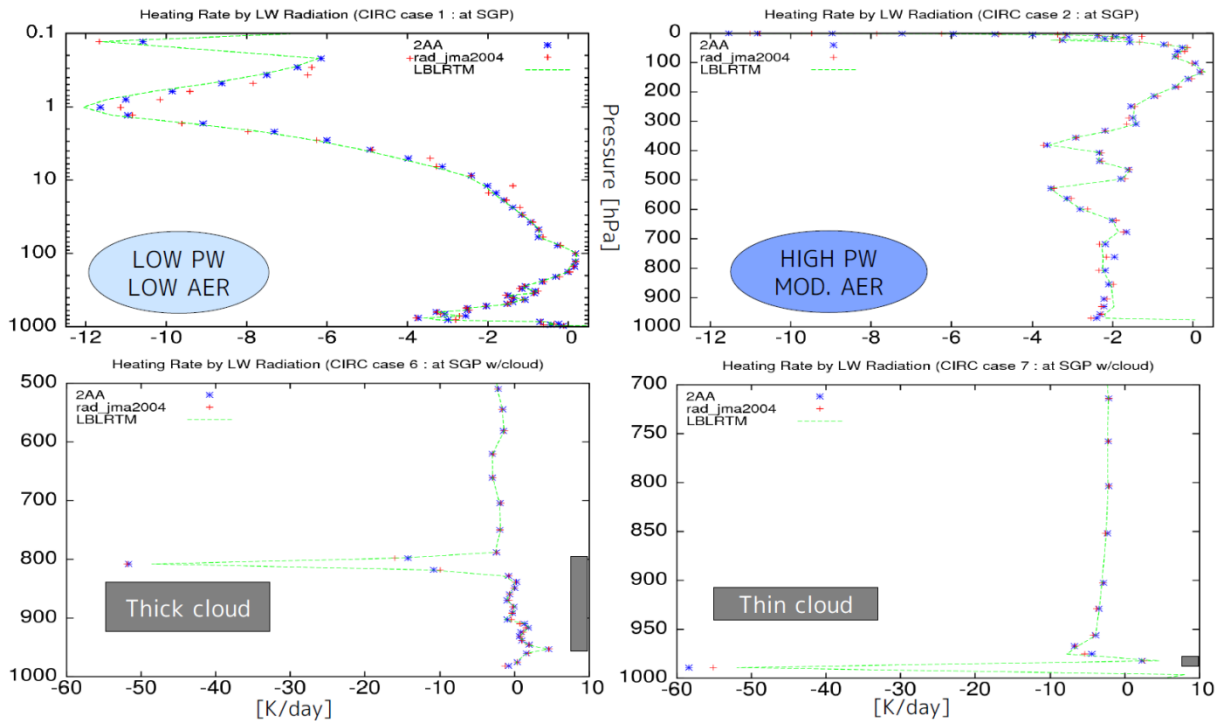 Heating Rate by LW Radiation (CIRC case 1 : at SGP)
0.1
1
10
100
1000
2AA
rad_jma2004
LBLRTM
LOW PW
LOW AER
-12
-10
-8
-6
-4
-2
0
Pressure [hPa]
Heating Rate by LW Radiation (CIRC case 2 : at SGP)
0
100
200
300
400
500
600
700
800
900
1000
2AA
rad_jma2004
LBLRTM
HIGH PW
MOD. AER
-12
-10
-8
-6
-4
-2
0
Heating Rate by LW Radiation (CIRC case 6 : at SGP w/cloud)
500
600
700
800
900
1000
2AA
rad_jma2004
LBLRTM
Thick cloud
-60
-50
-40
-30
-20
-10
0
10
[K/day]
Heating Rate by LW Radiation (CIRC case 7 : at SGP w/cloud)
700
750
800
850
900
950
1000
2AA
rad_jma2004
LBLRTM
Thin cloud
-60
-50
-40
-30
-20
-10
0
10
[K/day]